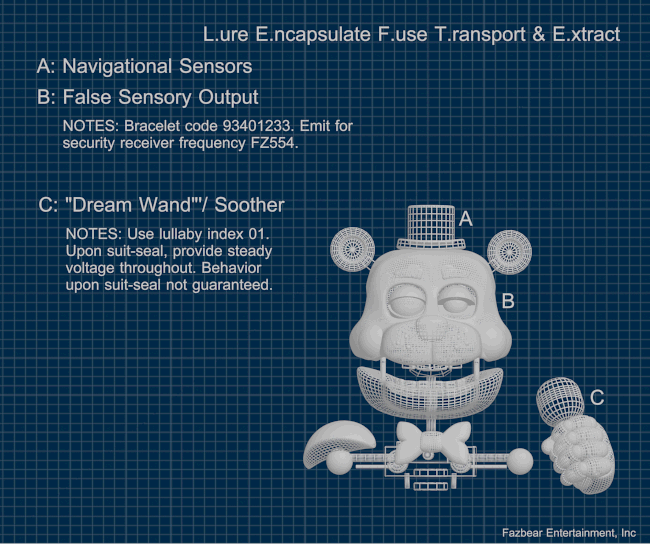 L.ure E.ncapsulate F.use T.ransport & E.xtract
A: Navigational Sensors
B: False Sensory Output
NOTES: Bracelet code 93401233. Emit for
security receiver frequency FZ554.
C: "Dream Wand"'/ Soother
NOTES: Use lullaby index 01.
Upon suit-seal, provide steady
voltage throughout. Behavior
upon suit-seal not guaranteed.
A
B
C
Fazbear Entertainment, Inc